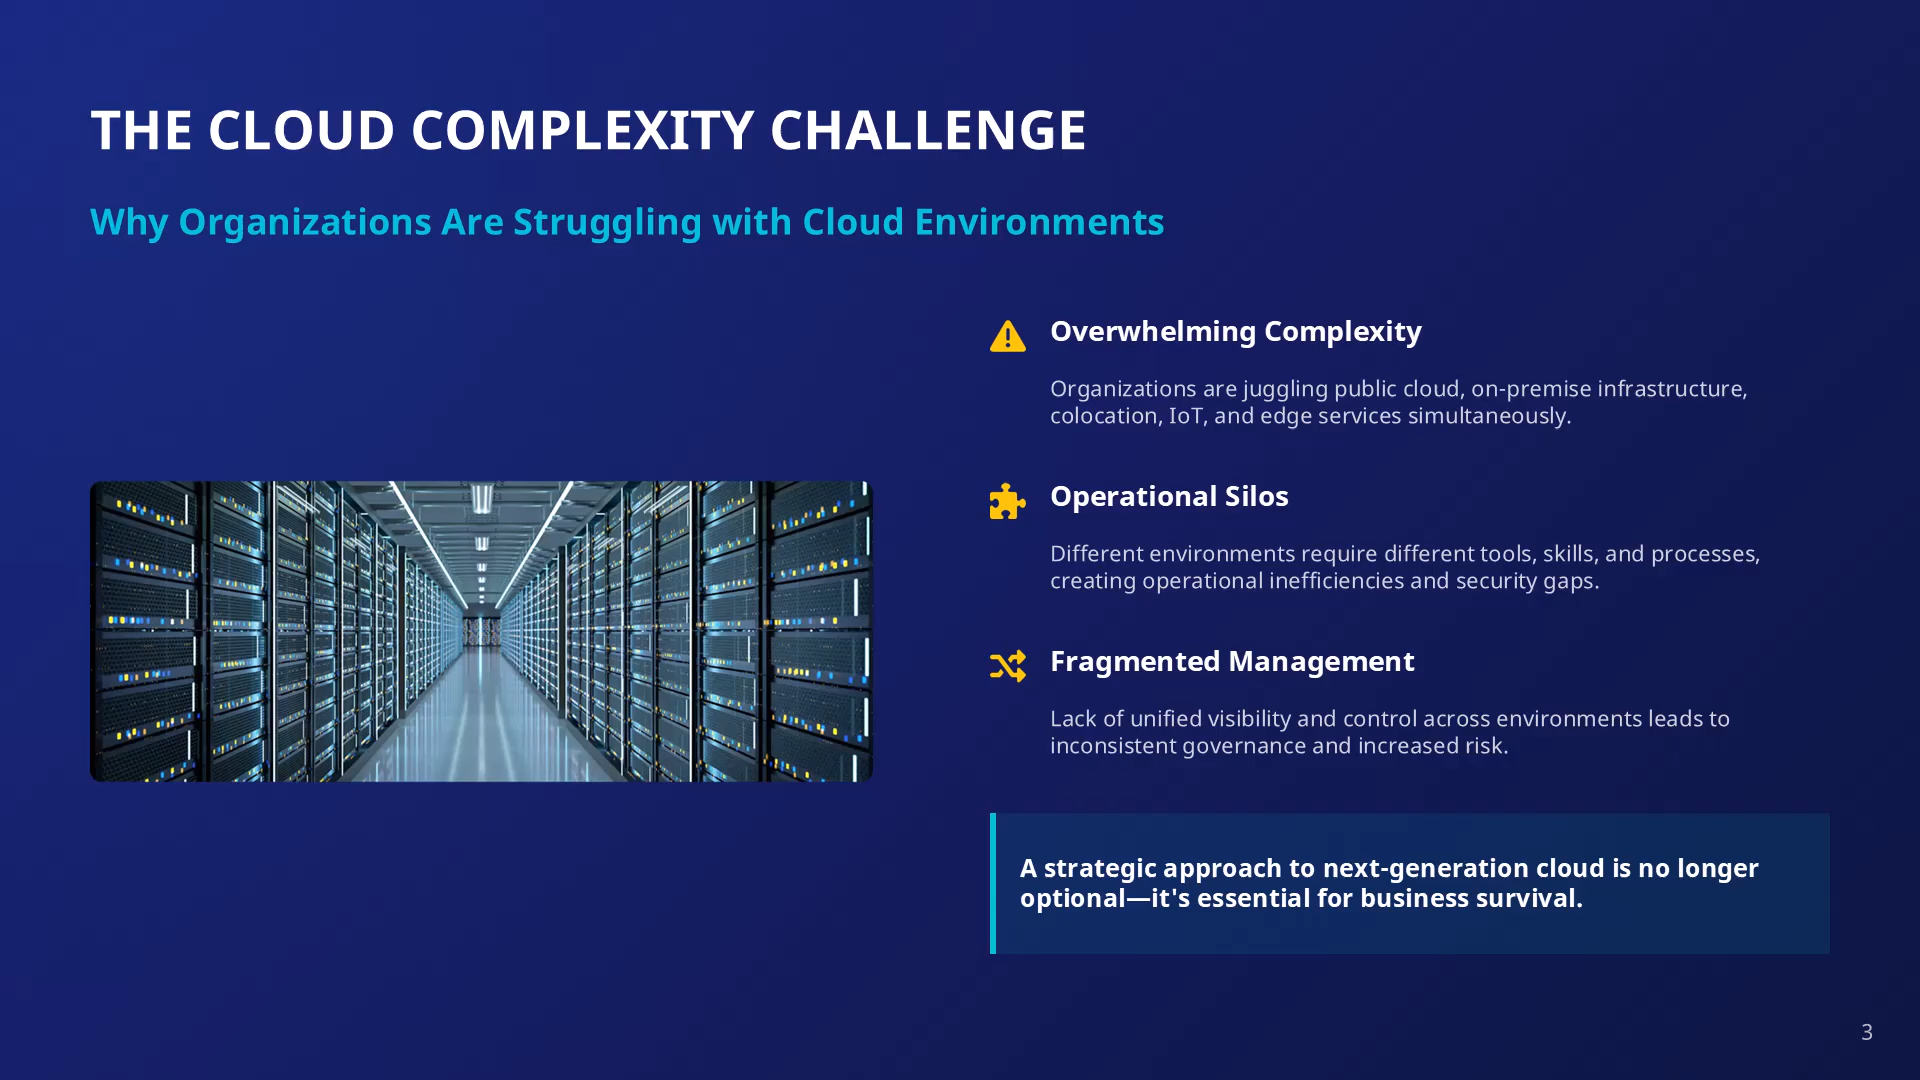 THE CLOUD COMPLEXITY CHALLENGE
Why Organizations Are Struggling with Cloud Environments
Overwhelming Complexity
Organizations are juggling public cloud, on-premise infrastructure,
colocation, IoT, and edge services simultaneously.
Operational Silos
Different environments require different tools, skills, and processes,
creating operational inefficiencies and security gaps.
Fragmented Management
Lack of unified visibility and control across environments leads to
inconsistent governance and increased risk.
A strategic approach to next-generation cloud is no longer
optional—it's essential for business survival.
3